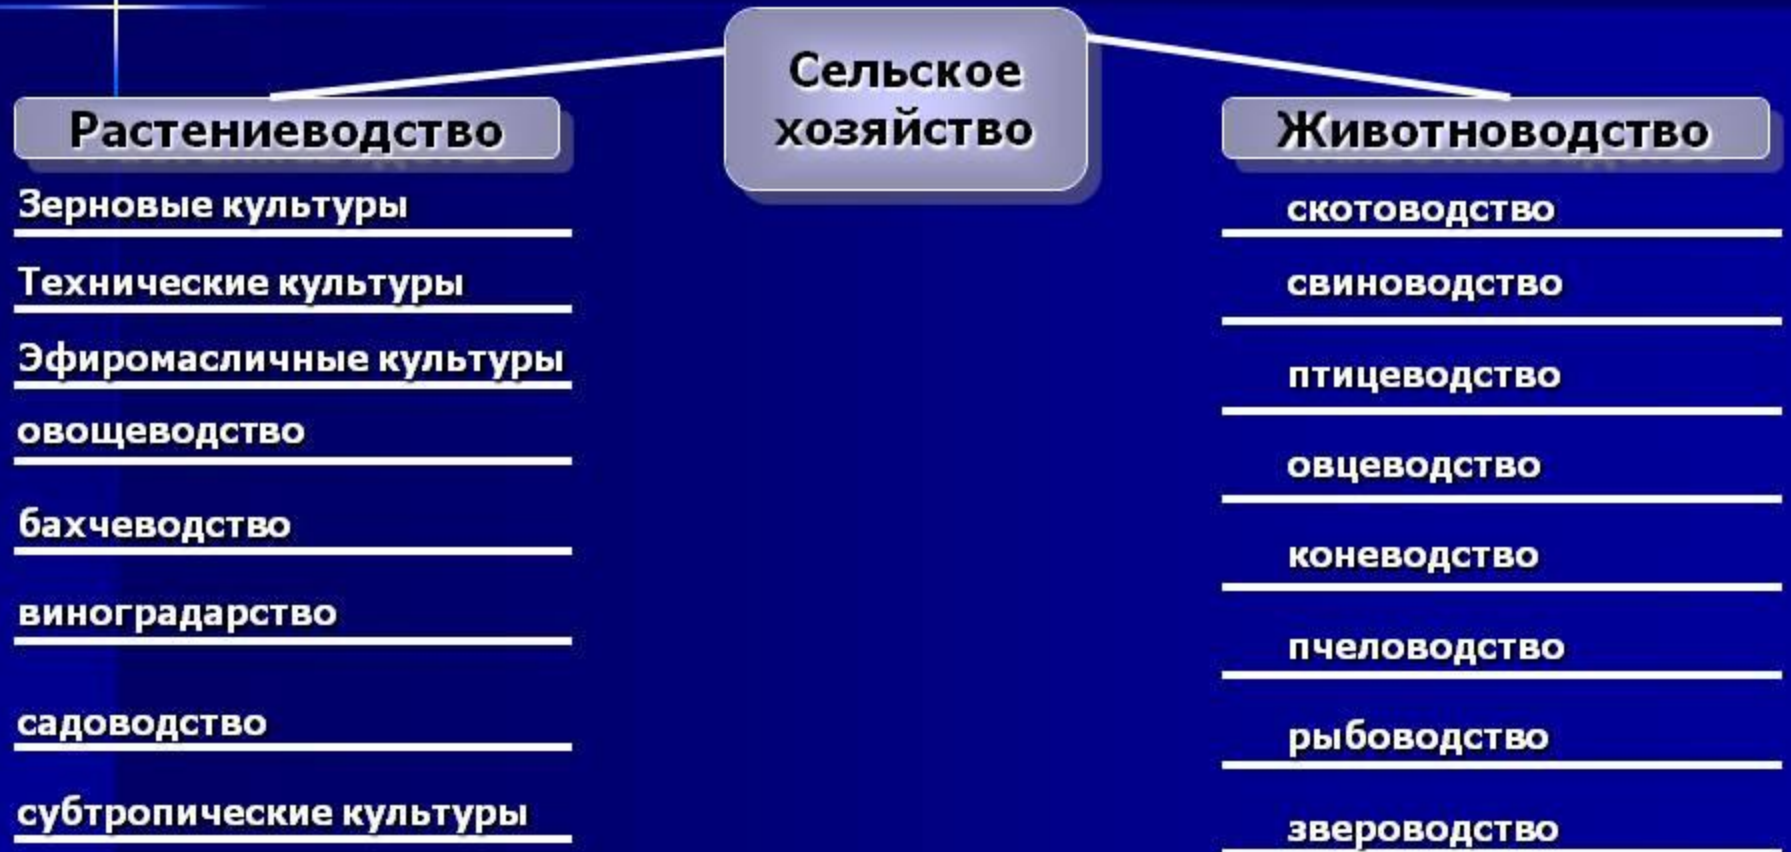 Сельское
хозяйство
Растениеводство
Зерновые культуры
Технические культуры
Эфиромасличные культуры
овощеводство
бахчеводство
виноградарство
садоводство
субтропические культуры
Животноводство
скотоводство
свиноводство
птицеводство
овцеводство
коневодство
пчеловодство
рыбоводство
звероводство